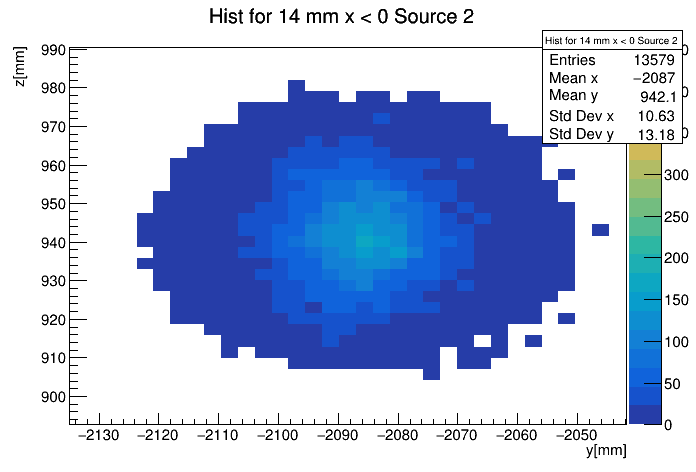 Hist for 14 mm x < 0 Source 2
z[mm]
990
980
970
960
950
940
930
920
910
900
−2130 −2120 −2110 −2100 −2090 −2080 −2070 −2060 −2050
y[mm]
Hist for 14 mm x < 0 Source 2
Entries 13579
Mean x −2087
Mean y 942.1
Std Dev x 10.63
Std Dev y 13.18
0
0
300
250
200
150
100
50
0